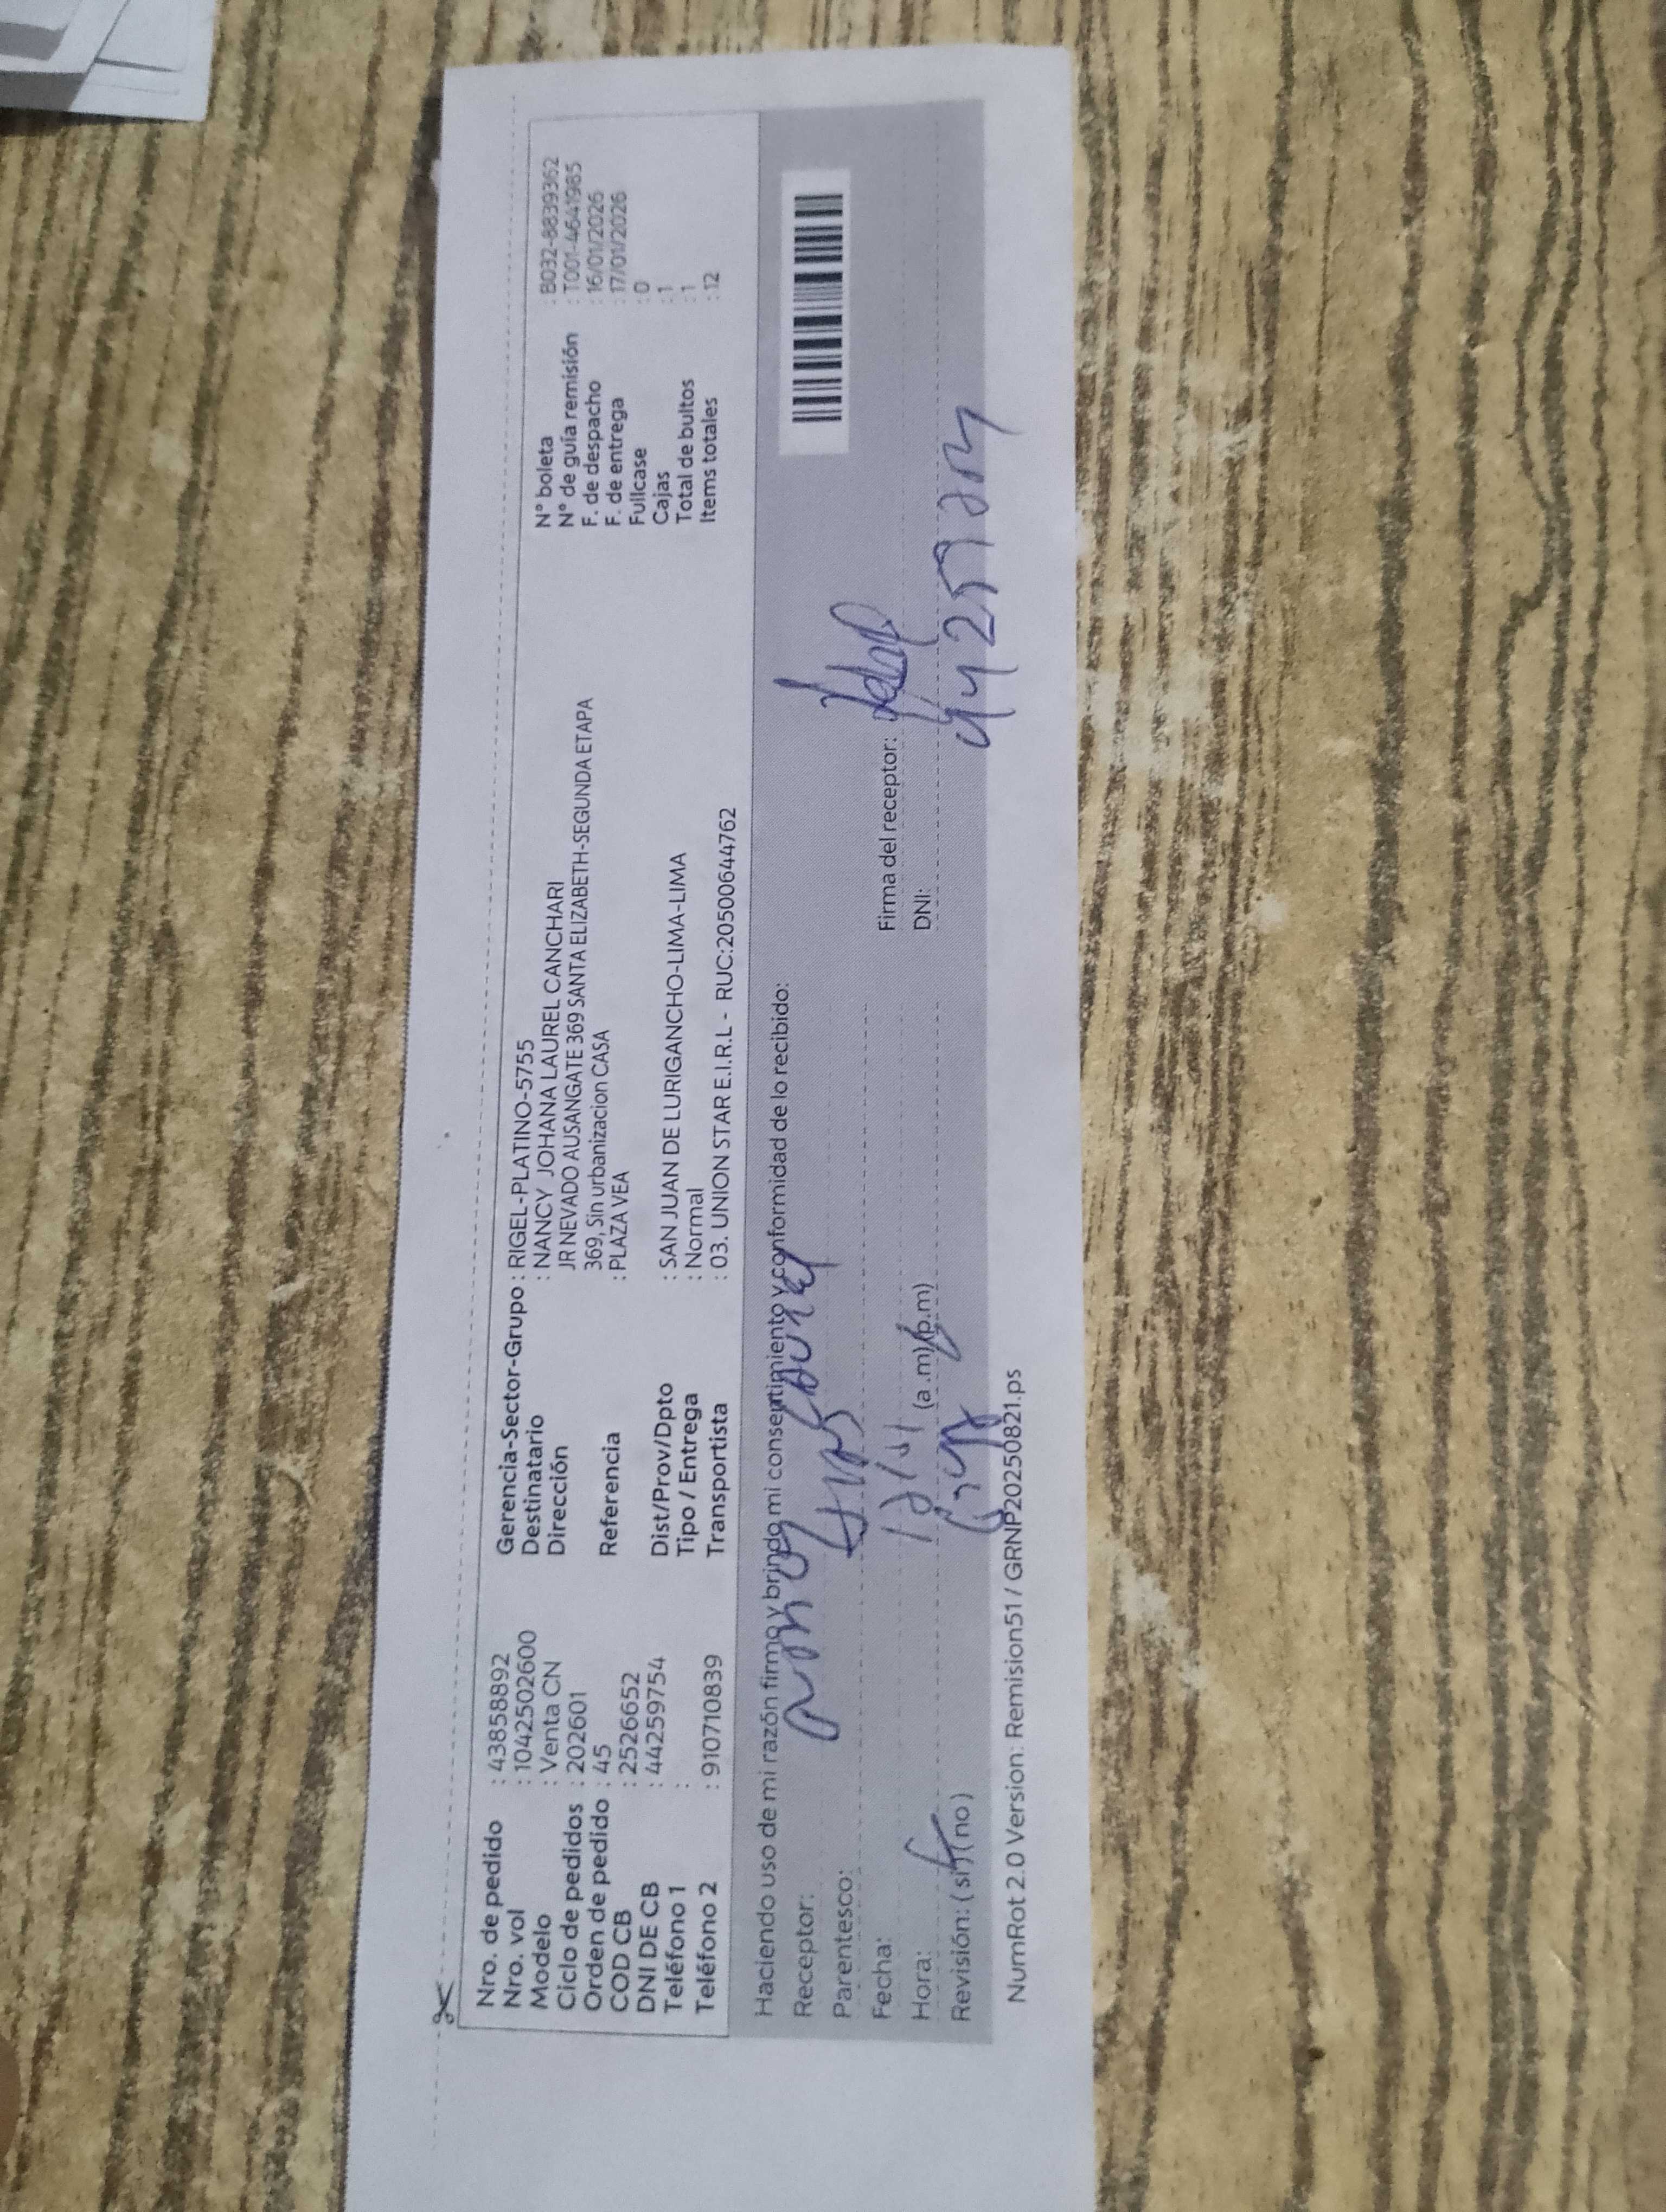 Nro. de pedido : 43858892
Nro. vol : 104250260​0
Modelo : Venta CN
Ciclo de pedidos : 202601
Orden de pedido : 45
COD CB : 2526652
DNI DE CB : 44259754
Teléfono 1 :
Teléfono 2 : 910710839
Gerencia-Sector-Grupo : RIGEL-PLATINO-5755
Destinatario : NANCY JOHANA LAUREL CANCHARI
Dirección JR NEVADO AUSANGATE 369 SANTA ELIZABETH-SEGUNDA ETAPA
369, Sin urbanizacion CASA
Referencia : PLAZA VEA
Dist/Prov/Dpto : SAN JUAN DE LURIGANCHO-LIMA-LIMA
Tipo / Entrega : Normal
Transportista : 03. UNION STAR E.I.R.L - RUC:20500644762
N° boleta : B032-8839362
N° de guía remisión : T001-4641985
F. de despacho : 16/01/2026
F. de entrega : 17/01/2026
Fullcase : 0
Cajas : 1
Total de bultos : 1
Items totales : 12
Haciendo uso de mi razón firmo y brindo mi consentimiento y conformidad de lo recibido:
Receptor:
Parentesco:
Fecha:
Hora: (a .m)/(p.m)
Revisión: (si) (no)
Firma del receptor:
DNI:
NumRot 2.0 Version: Remision51 / GRNP20250821.ps